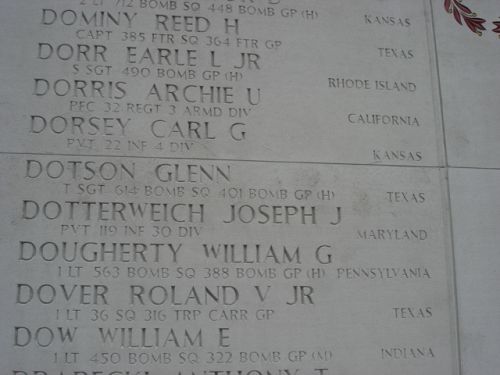 2 LT 712 BOMB SQ 448 BOMB GP (H) KANSAS
DOMINY REED H
CAPT 385 FTR SQ 364 FTR GP TEXAS
DORR EARLE L JR
S SGT 490 BOMB GP (H) RHODE ISLAND
DORRIS ARCHIE U
PFC 32 REGT 3 ARMD DIV CALIFORNIA
DORSEY CARL G
PVT 22 INF 4 DIV KANSAS
DOTSON GLENN
T SGT 614 BOMB SQ 401 BOMB GP (H) TEXAS
DOTTERWEICH JOSEPH J
PVT 119 INF 30 DIV MARYLAND
DOUGHERTY WILLIAM G
1 LT 563 BOMB SQ 388 BOMB GP (H) PENNSYLVANIA
DOVER ROLAND V JR
1 LT 36 SQ 316 TRP CARR GP TEXAS
DOW WILLIAM E
1 LT 450 BOMB SQ 322 BOMB GP (M) INDIANA
ANTHONY T